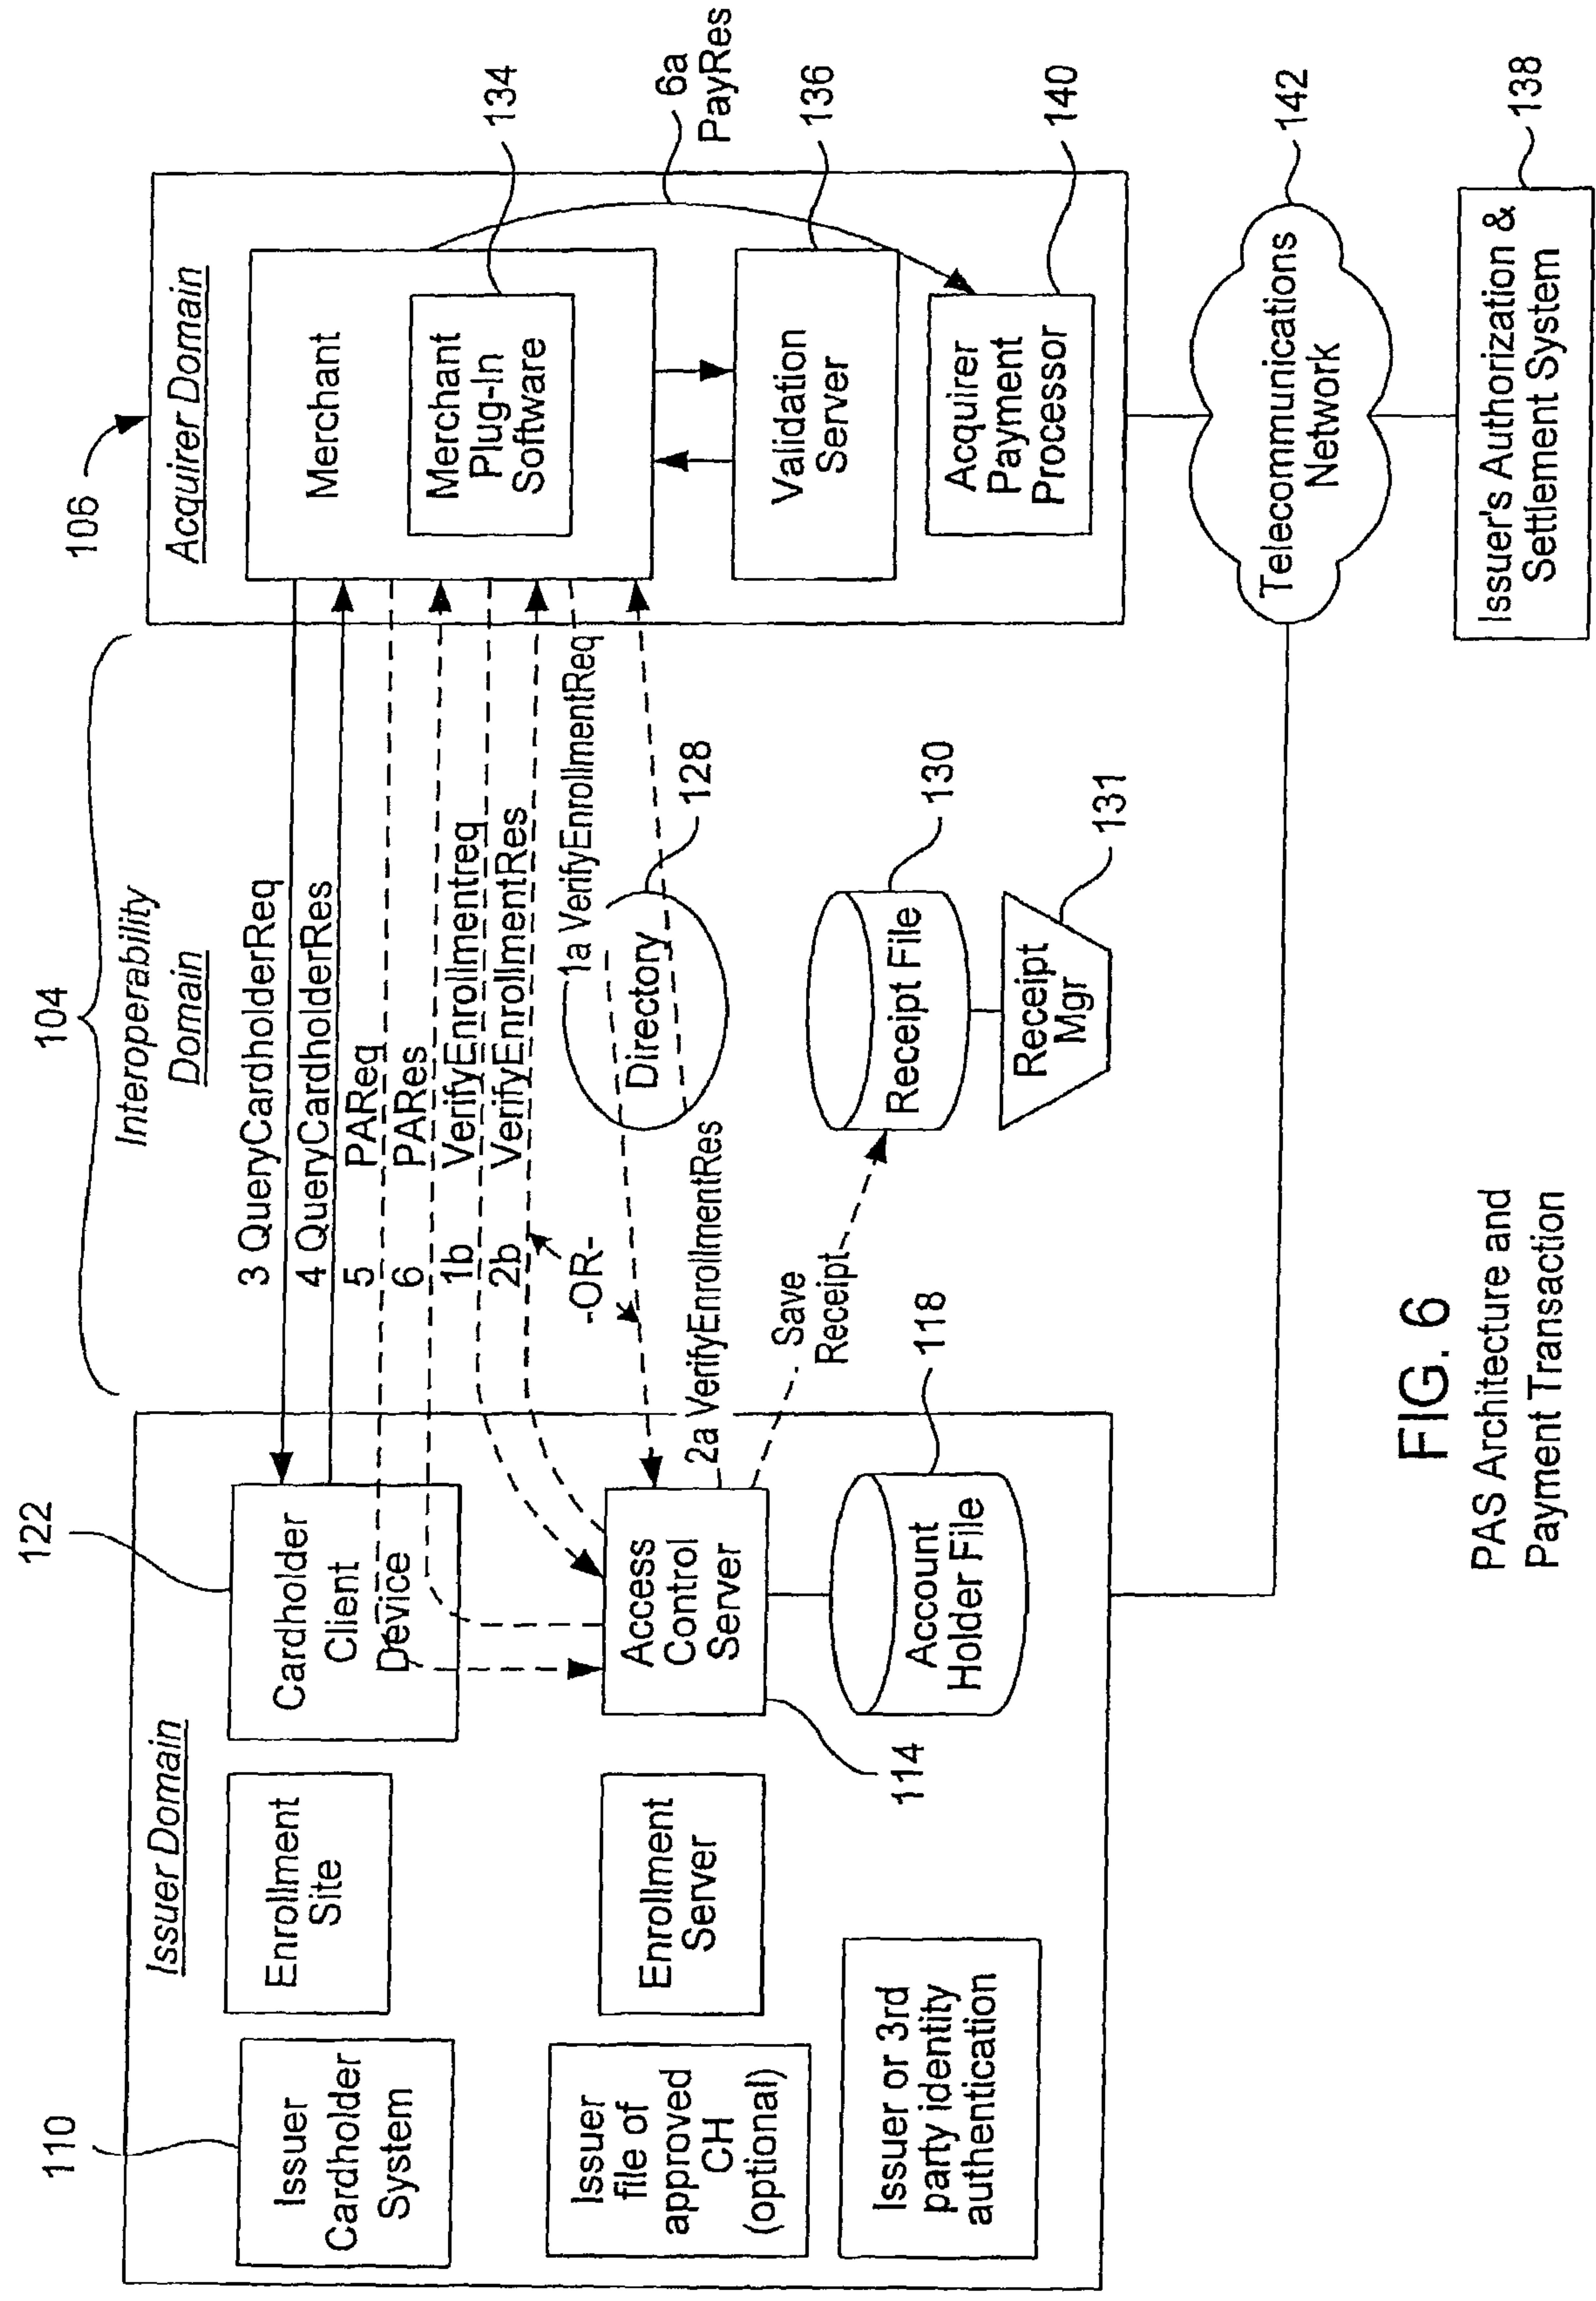 104
Interoperability
Domain
106
Acquirer Domain
Issuer Domain
122
110
Issuer
Cardholder
System
Enrollment
Site
Cardholder
Client
Device
3 QueryCardholderReq
4 QueryCardholderRes
5 PAReq
6 PARes
1b VerifyEnrollmentreq
2b VerifyEnrollmentRes
-OR-
1a VerifyEnrollmentReq
2a VerifyEnrollmentRes
Merchant
Merchant
Plug-In
Software
134
6a
PayRes
Validation
Server
136
Acquirer
Payment
Processor
140
Issuer
file of
approved
CH
(optional)
Enrollment
Server
Access
Control
Server
114
Directory
128
Save
Receipt
Receipt File
130
Receipt
Mgr
131
Issuer or 3rd
party identity
authentication
Account
Holder File
118
Telecommunications
Network
142
Issuer's Authorization &
Settlement System
138
FIG. 6
PAS Architecture and
Payment Transaction